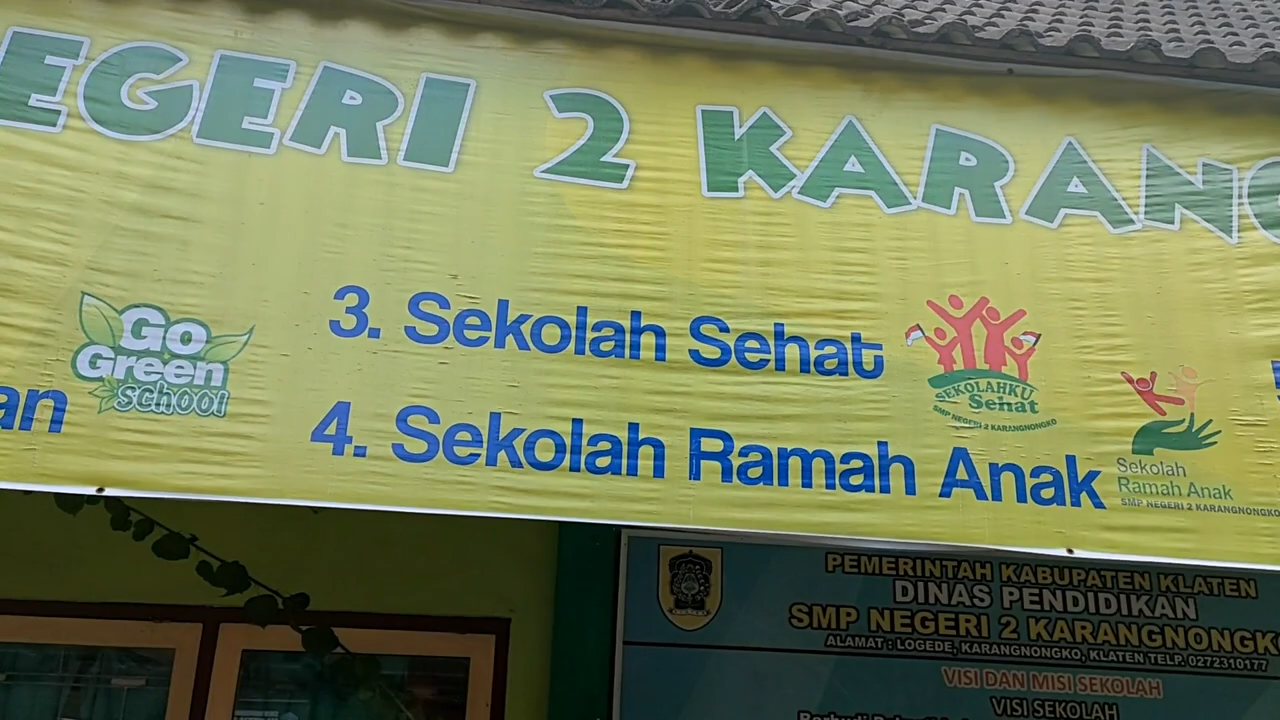 EGERI 2 KARANG
Go
Green
school
an
3. Sekolah Sehat
SEKOLAHKU
Sehat
SMP NEGERI 2 KARANGNONGKO
4. Sekolah Ramah Anak
Sekolah
Ramah Anak
SMP NEGERI 2 KARANGNONGKO
PEMERINTAH KABUPATEN KLATEN
DINAS PENDIDIKAN
SMP NEGERI 2 KARANGNONGKO
ALAMAT : LOGEDE, KARANGNONGKO, KLATEN TELP. 0272310177
VISI DAN MISI SEKOLAH
VISI SEKOLAH